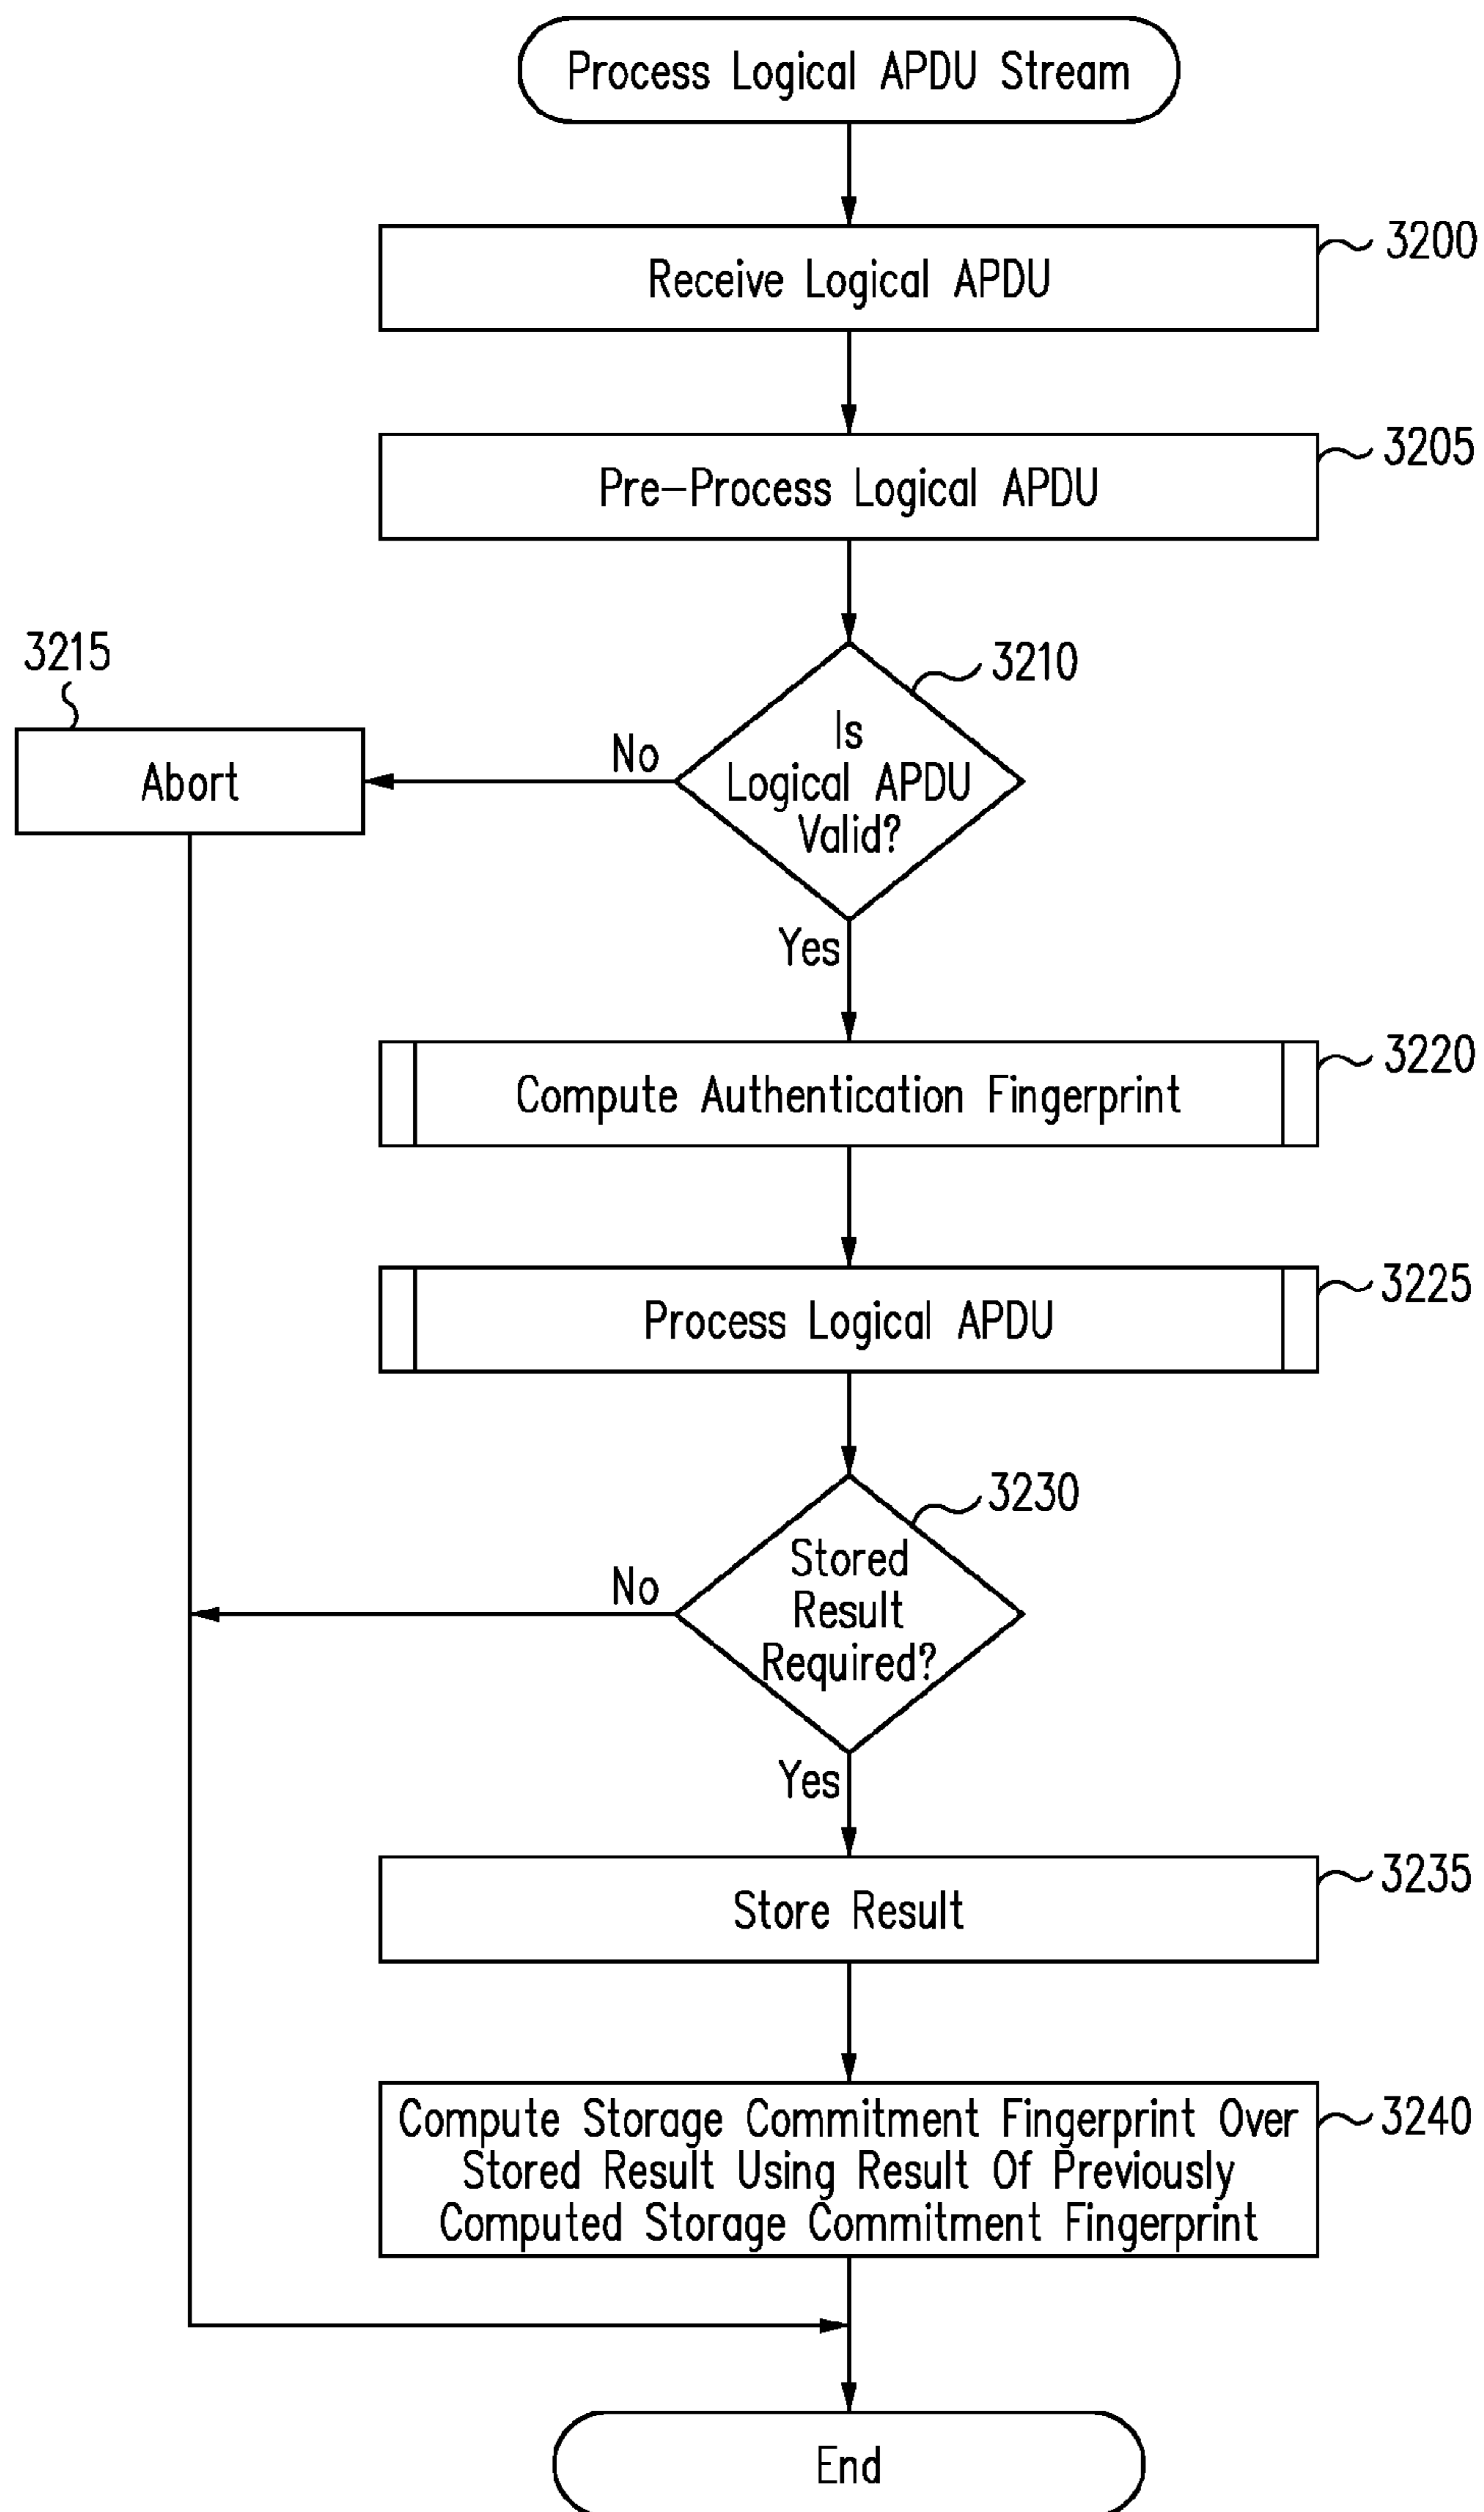 Process Logical APDU Stream
Receive Logical APDU
3200
Pre-Process Logical APDU
3205
3215
Abort
No
3210
Is
Logical APDU
Valid?
Yes
Compute Authentication Fingerprint
3220
Process Logical APDU
3225
3230
Stored
Result
Required?
No
Yes
Store Result
3235
Compute Storage Commitment Fingerprint Over
Stored Result Using Result Of Previously
Computed Storage Commitment Fingerprint
3240
End